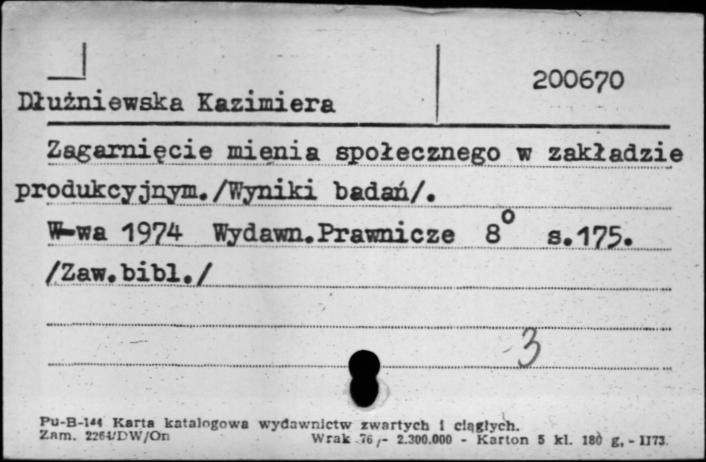 200670
Dłużniewska Kazimiera
Zagarnięcie mienia społecznego w zakładzie
produkcyjnym./Wyniki badań/.
W-wa 1974 Wydawn.Prawnicze 8° s.175.
/Zaw.bibl./
3
Pu-B-144 Karta katalogowa wydawnictw zwartych i ciągłych.
Zam. 2264/DW/On Wrak 76/- 2.300.000 - Karton 5 kl. 180 g, - II73.